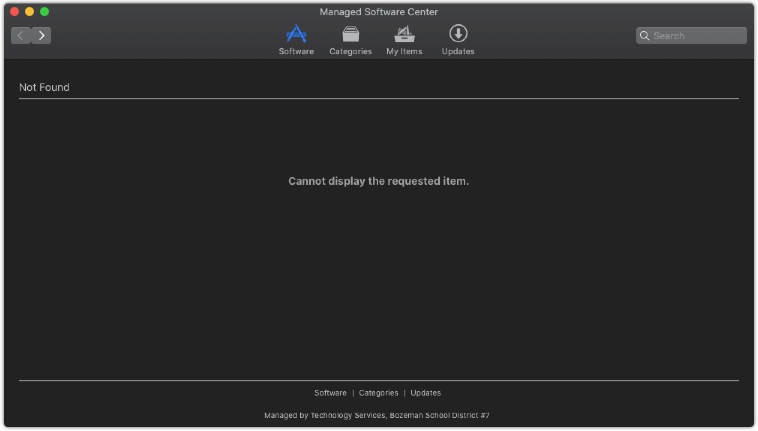 Managed Software Center
Software Categories My Items Updates
Search
Not Found
Cannot display the requested item.
Software | Categories | Updates
Managed by Technology Services, Bozeman School District #7